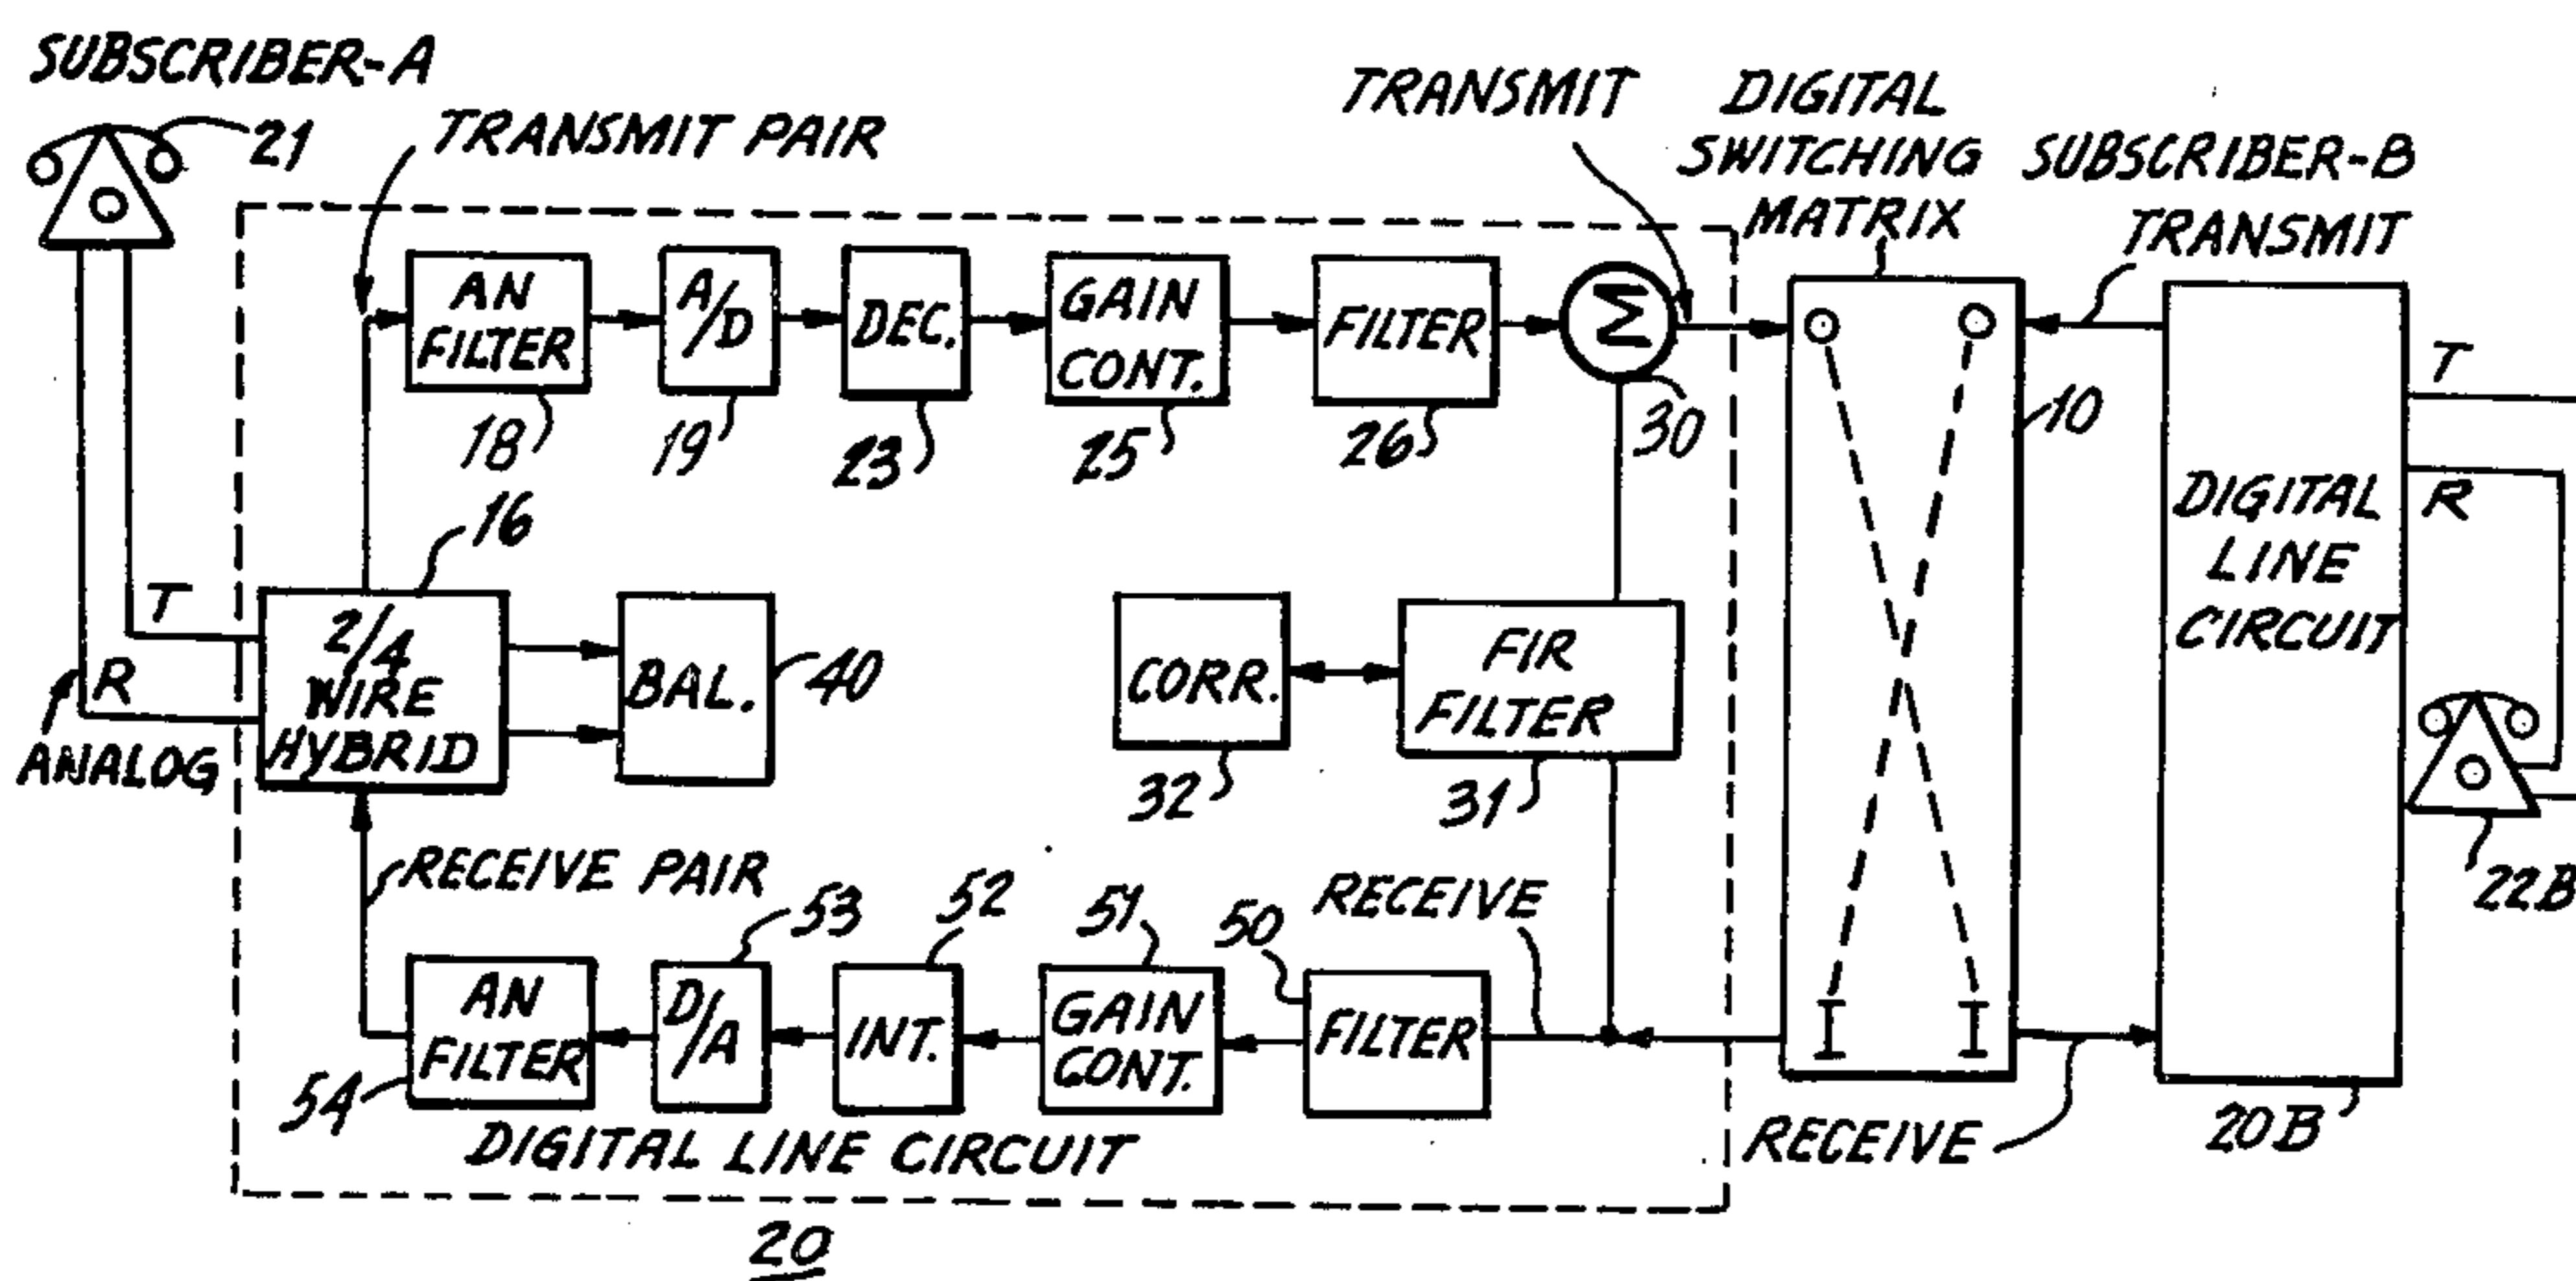 SUBSCRIBER-A
21
TRANSMIT PAIR
TRANSMIT
DIGITAL
SWITCHING
MATRIX
SUBSCRIBER-B
TRANSMIT
AN
FILTER
18
A/D
19
DEC.
23
GAIN
CONT.
25
FILTER
26
Σ
30
O
O
10
T
R
DIGITAL
LINE
CIRCUIT
16
T
R
ANALOG
2/4
WIRE
HYBRID
BAL.
40
CORR.
32
FIR
FILTER
31
22B
RECEIVE PAIR
53
52
51
50
RECEIVE
AN
FILTER
54
D/A
INT.
GAIN
CONT.
FILTER
I
I
RECEIVE
20B
DIGITAL LINE CIRCUIT
20